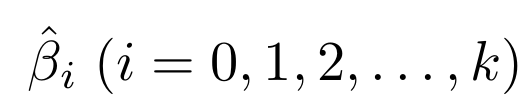 β̂ᵢ (i = 0, 1, 2, . . . , k)